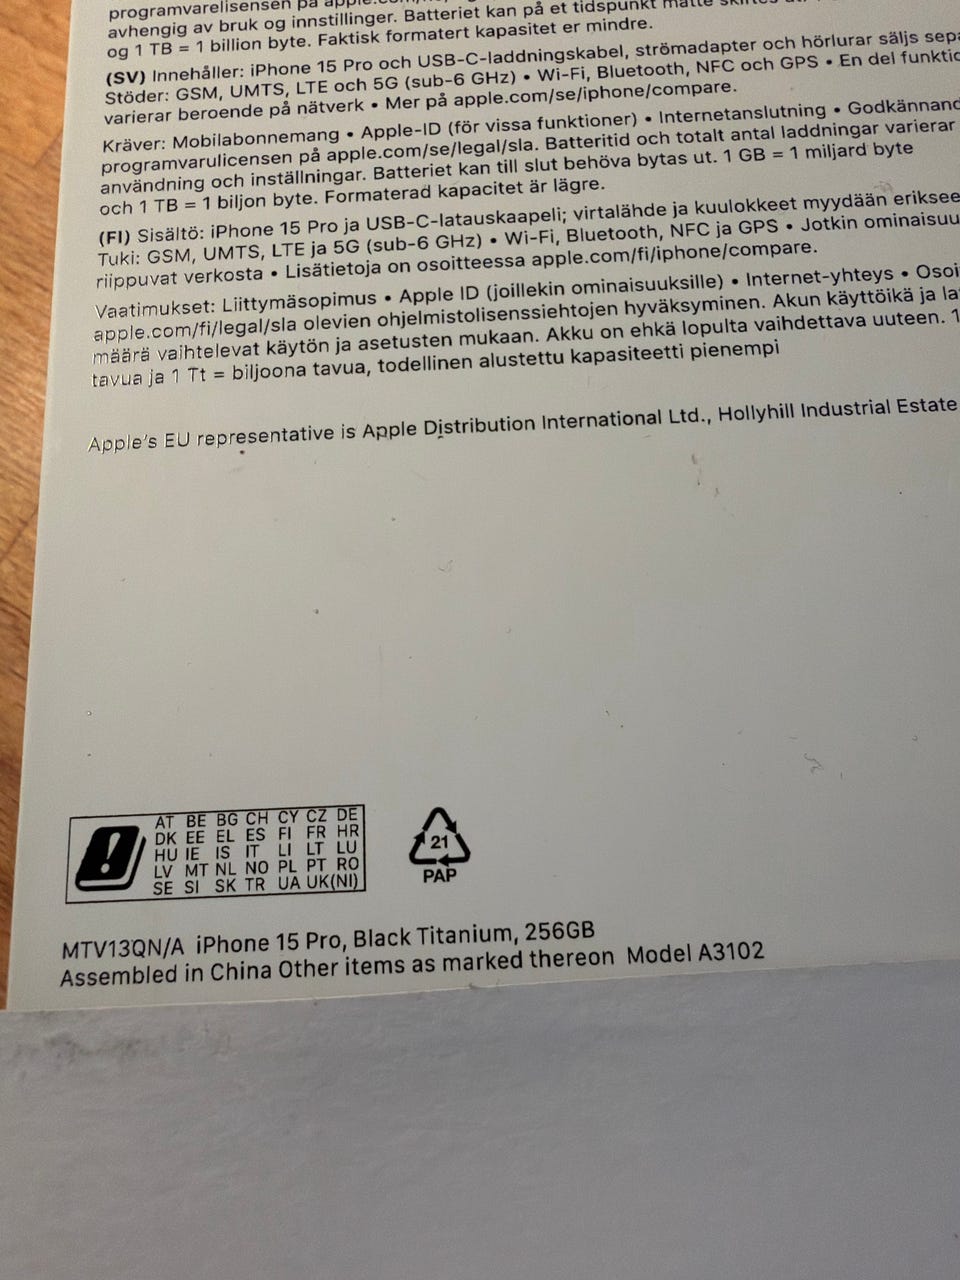 programvarelisensen på
avhengig av bruk og innstillinger. Batteriet kan på et tidspunkt måtte
og 1 TB = 1 billion byte. Faktisk formatert kapasitet er mindre.
(SV) Innehåller: iPhone 15 Pro och USB-C-laddningskabel, strömadapter och hörlurar säljs
Stöder: GSM, UMTS, LTE och 5G (sub-6 GHz) • Wi-Fi, Bluetooth, NFC och GPS • En del
varierar beroende på nätverk • Mer på apple.com/se/iphone/compare.
Kräver: Mobilabonnemang • Apple-ID (för vissa funktioner) • Internetanslutning •
programvarulicensen på apple.com/se/legal/sla. Batteritid och totalt antal laddningar varierar
användning och inställningar. Batteriet kan till slut behöva bytas ut. 1 GB = 1 miljard byte
och 1 TB = 1 biljon byte. Formaterad kapacitet är lägre.
(FI) Sisältö: iPhone 15 Pro ja USB-C-latauskaapeli; virtalähde ja kuulokkeet myydään
Tuki: GSM, UMTS, LTE ja 5G (sub-6 GHz) • Wi-Fi, Bluetooth, NFC ja GPS • Jotkin
riippuvat verkosta • Lisätietoja on osoitteessa apple.com/fi/iphone/compare.
Vaatimukset: Liittymäsopimus • Apple ID (joillekin ominaisuuksille) • Internet-yhteys •
apple.com/fi/legal/sla olevien ohjelmistolisenssiehtojen hyväksyminen. Akun käyttöikä ja
määrä vaihtelevat käytön ja asetusten mukaan. Akku on ehkä lopulta vaihdettava uuteen. 1
tavua ja 1 Tt = biljoona tavua, todellinen alustettu kapasiteetti pienempi
Apple's EU representative is Apple Distribution International Ltd., Hollyhill Industrial Estate
AT BE BG CH CY CZ DE
DK EE EL ES FI FR HR
HU IE IS IT LI LT LU
LV MT NL NO PL PT RO
SE SI SK TR UA UK(NI)
21
PAP
MTV13QN/A iPhone 15 Pro, Black Titanium, 256GB
Assembled in China Other items as marked thereon Model A3102